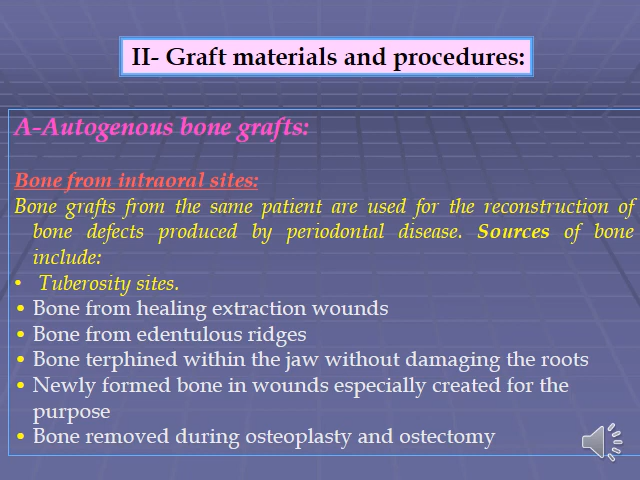 II- Graft materials and procedures:
A-Autogenous bone grafts:
Bone from intraoral sites:
Bone grafts from the same patient are used for the reconstruction of
bone defects produced by periodontal disease. Sources of bone
include:
• Tuberosity sites.
• Bone from healing extraction wounds
• Bone from edentulous ridges
• Bone terphined within the jaw without damaging the roots
• Newly formed bone in wounds especially created for the
purpose
• Bone removed during osteoplasty and ostectomy